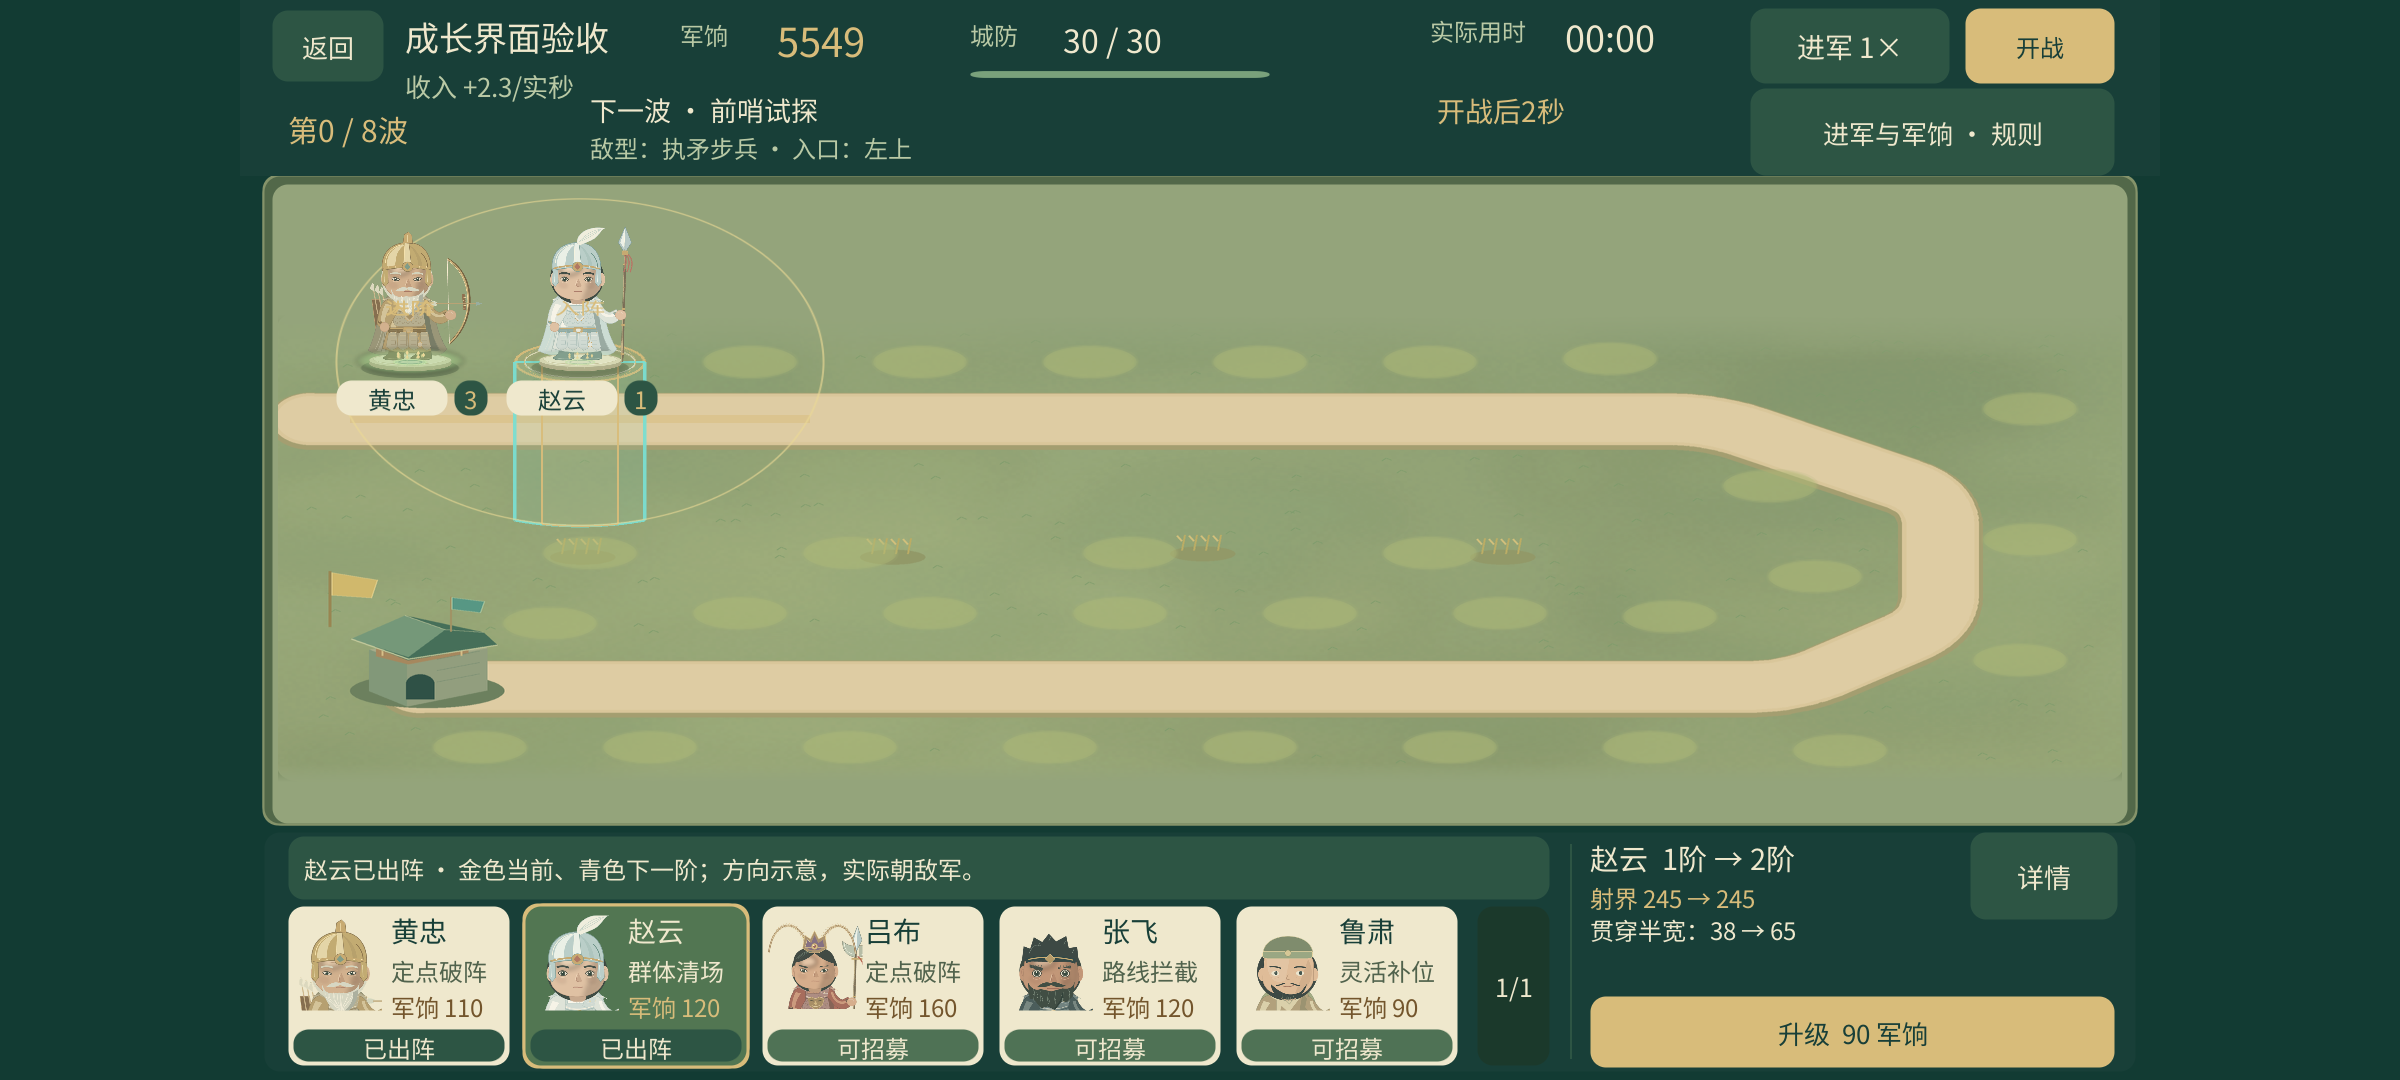 返回
成长界面验收
收入 +2.3/实秒
军饷
5549
城防
30 / 30
实际用时
00:00
进军 1×
开战
第0 / 8波
下一波 · 前哨试探
敌型：执矛步兵 · 入口：左上
开战后2秒
进军与军饷 · 规则
黄忠
3
赵云
1
赵云已出阵 · 金色当前、青色下一阶；方向示意，实际朝敌军。
黄忠
定点破阵
军饷 110
已出阵
赵云
群体清场
军饷 120
已出阵
吕布
定点破阵
军饷 160
可招募
张飞
路线拦截
军饷 120
可招募
鲁肃
灵活补位
军饷 90
可招募
1/1
赵云 1阶 → 2阶
射界 245 → 245
贯穿半宽：38 → 65
详情
升级 90 军饷